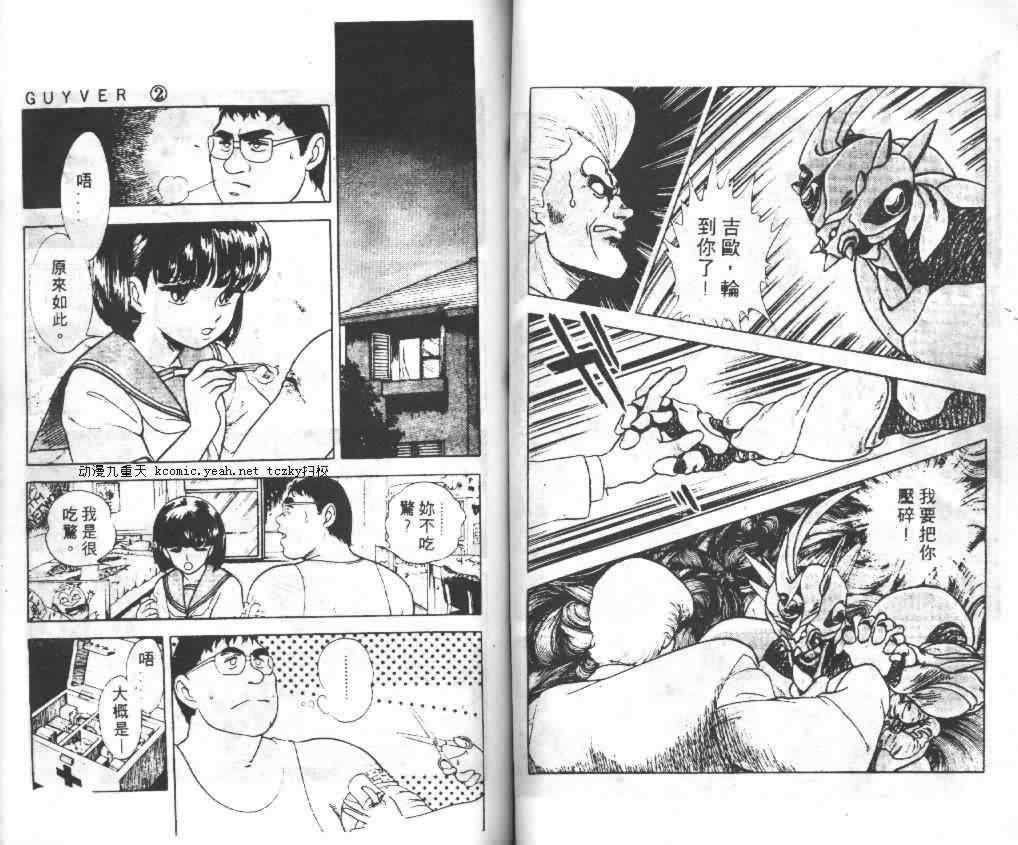 吉歐，輪
到你了！
我要把你
壓碎！
GUYVER ②
唔……
原來如此。
动漫九重天 kcomic.yeah.net tczky扫校
妳不吃
驚？
我是很
吃驚。
唔……
大概是—
…………